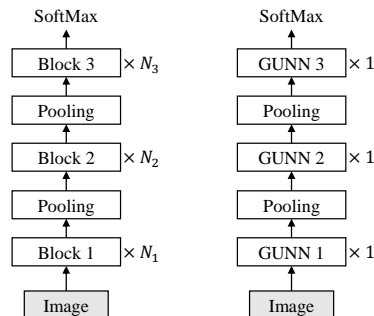 SoftMax
Block 3 × N₃
Pooling
Block 2 × N₂
Pooling
Block 1 × N₁
Image
SoftMax
GUNN 3 × 1
Pooling
GUNN 2 × 1
Pooling
GUNN 1 × 1
Image